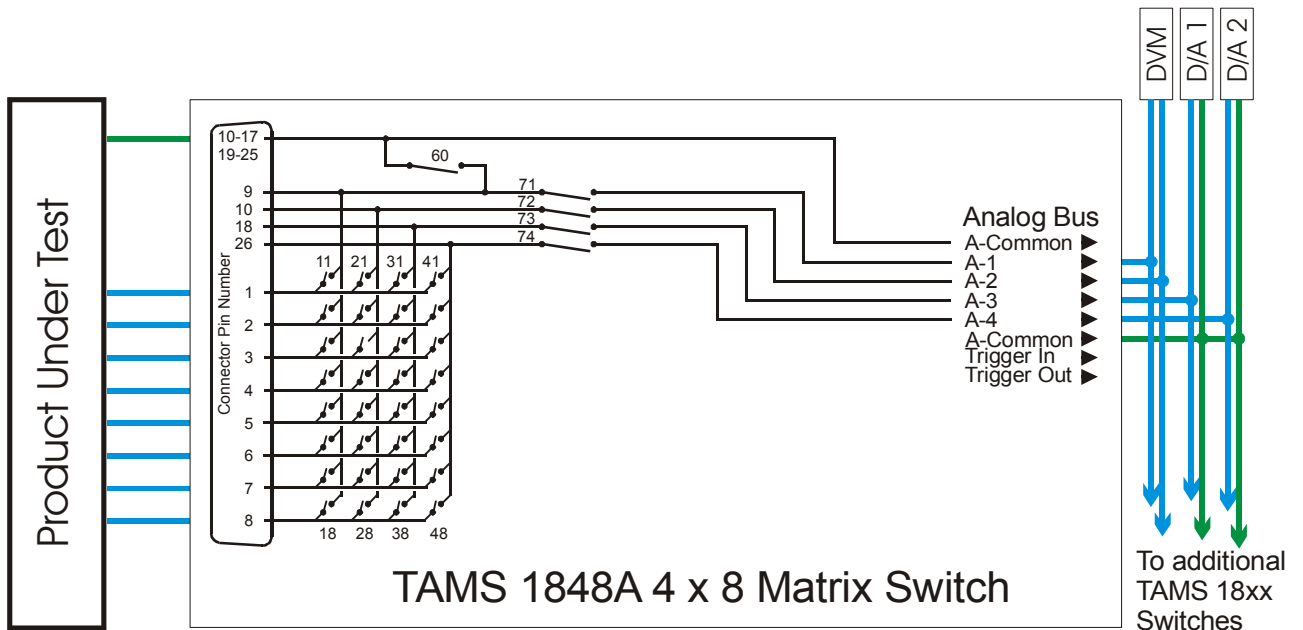 DVM
D/A 1
D/A 2
Product Under Test
Connector Pin Number
10-17
19-25
60
9
71
10
72
18
73
26
74
11 21 31 41
1
2
3
4
5
6
7
8
18 28 38 48
Analog Bus
A-Common
A-1
A-2
A-3
A-4
A-Common
Trigger In
Trigger Out
To additional
TAMS 18xx
Switches
TAMS 1848A 4 x 8 Matrix Switch